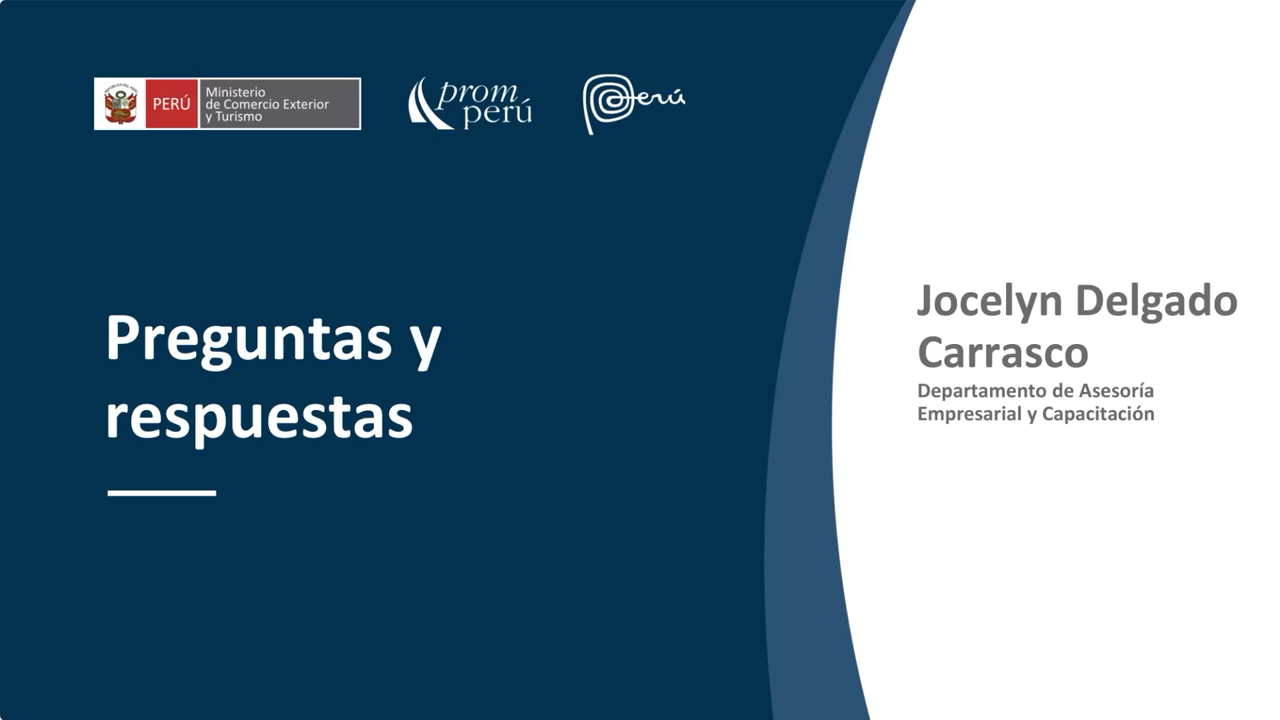 PERÚ
Ministerio
de Comercio Exterior
y Turismo
prom
perú
Perú
Preguntas y
respuestas
Jocelyn Delgado
Carrasco
Departamento de Asesoría
Empresarial y Capacitación